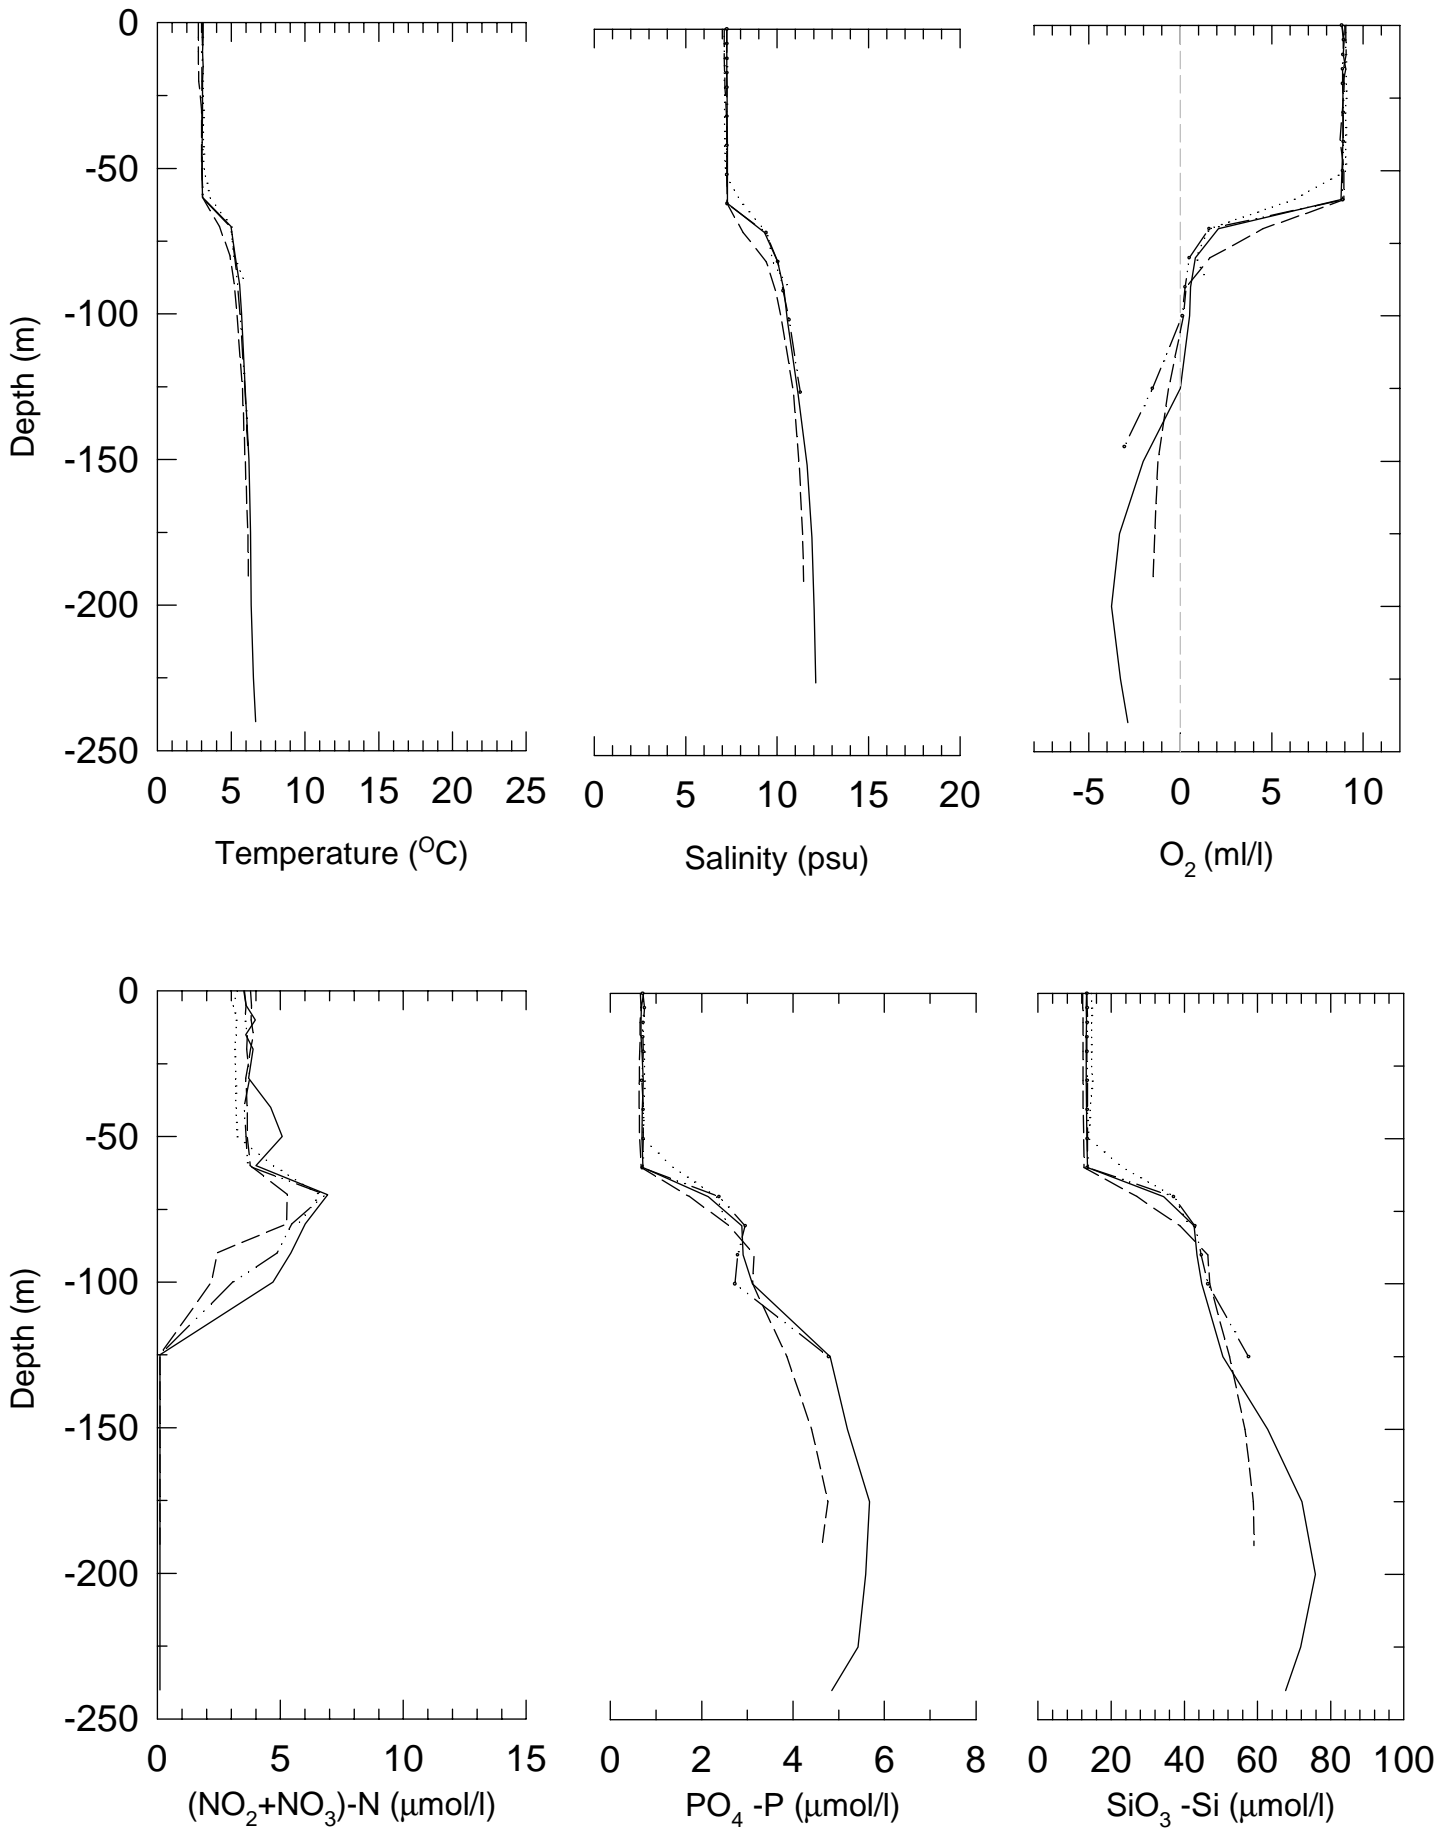 0
-50
-100
-150
-200
-250
Depth (m)
0 5 10 15 20 25
Temperature (°C)
0 5 10 15 20
Salinity (psu)
-5 0 5 10
O₂ (ml/l)
0
-50
-100
-150
-200
-250
Depth (m)
0 5 10 15
(NO₂+NO₃)-N (μmol/l)
0 2 4 6 8
PO₄ -P (μmol/l)
0 20 40 60 80 100
SiO₃ -Si (μmol/l)